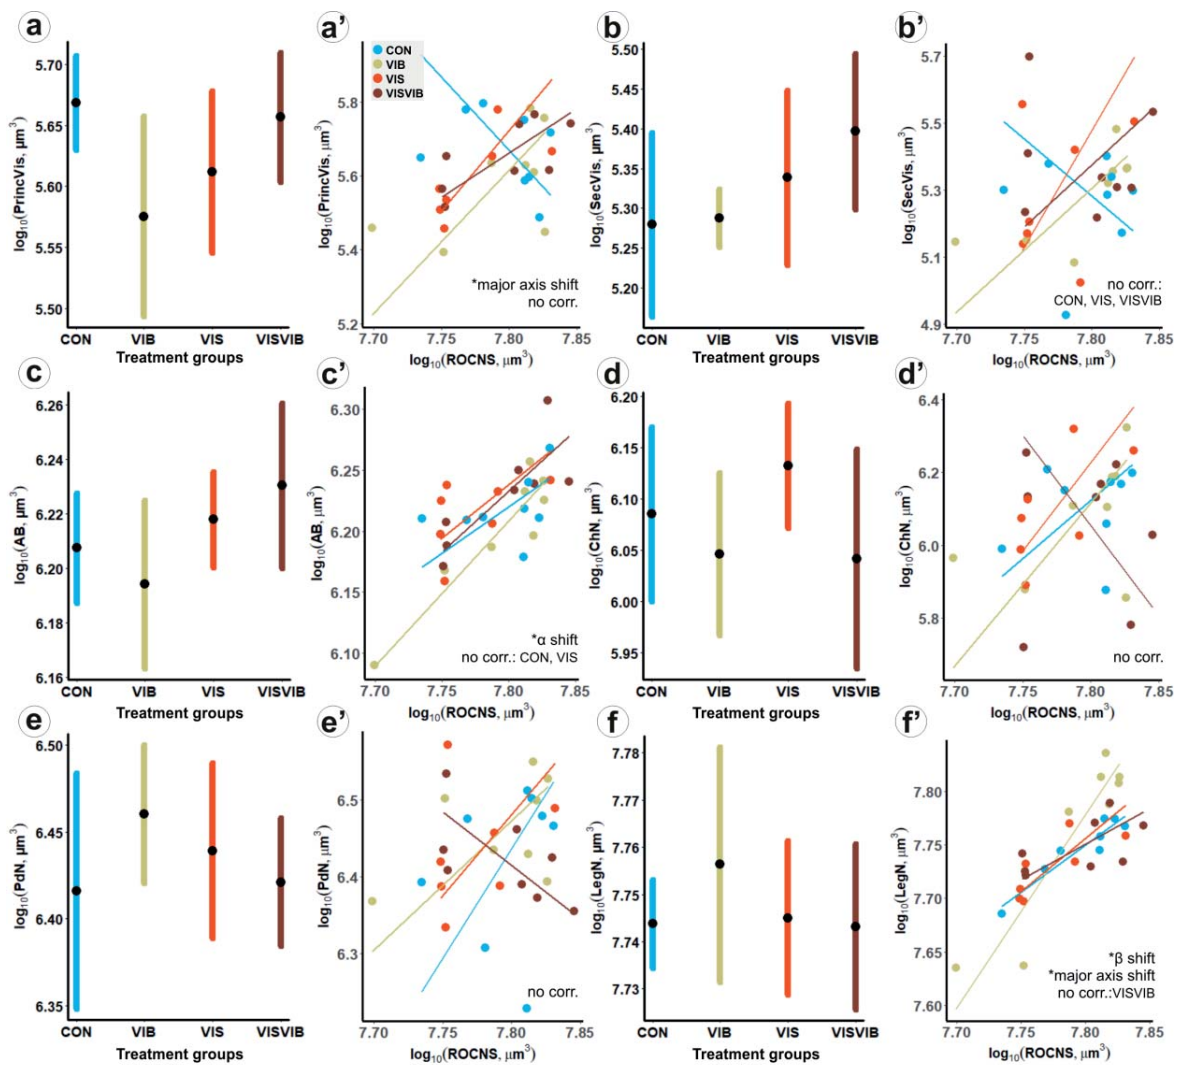 a
log₁₀(PrincVis, μm³)
5.70
5.65
5.60
5.55
5.50
CON VIB VIS VISVIB
Treatment groups
a’
CON
VIB
VIS
VISVIB
log₁₀(PrincVis, μm³)
5.8
5.6
5.4
5.2
*major axis shift
no corr.
7.70 7.75 7.80 7.85
log₁₀(ROCNS, μm³)
b
log₁₀(SecVis, μm³)
5.50
5.45
5.40
5.35
5.30
5.25
5.20
CON VIB VIS VISVIB
Treatment groups
b’
log₁₀(SecVis, μm³)
5.7
5.5
5.3
5.1
4.9
no corr.:
CON, VIS, VISVIB
7.70 7.75 7.80 7.85
log₁₀(ROCNS, μm³)
c
log₁₀(AB, μm³)
6.26
6.24
6.22
6.20
6.18
6.16
CON VIB VIS VISVIB
Treatment groups
c’
log₁₀(AB, μm³)
6.30
6.25
6.20
6.15
6.10
*α shift
no corr.: CON, VIS
7.70 7.75 7.80 7.85
log₁₀(ROCNS, μm³)
d
log₁₀(ChN, μm³)
6.20
6.15
6.10
6.05
6.00
5.95
CON VIB VIS VISVIB
Treatment groups
d’
log₁₀(ChN, μm³)
6.4
6.2
6.0
5.8
no corr.
7.70 7.75 7.80 7.85
log₁₀(ROCNS, μm³)
e
log₁₀(PdN, μm³)
6.50
6.45
6.40
6.35
CON VIB VIS VISVIB
Treatment groups
e’
log₁₀(PdN, μm³)
6.5
6.4
6.3
no corr.
7.70 7.75 7.80 7.85
log₁₀(ROCNS, μm³)
f
log₁₀(LegN, μm³)
7.78
7.77
7.76
7.75
7.74
7.73
CON VIB VIS VISVIB
Treatment groups
f’
log₁₀(LegN, μm³)
7.80
7.75
7.70
7.65
7.60
*β shift
*major axis shift
no corr.:VISVIB
7.70 7.75 7.80 7.85
log₁₀(ROCNS, μm³)